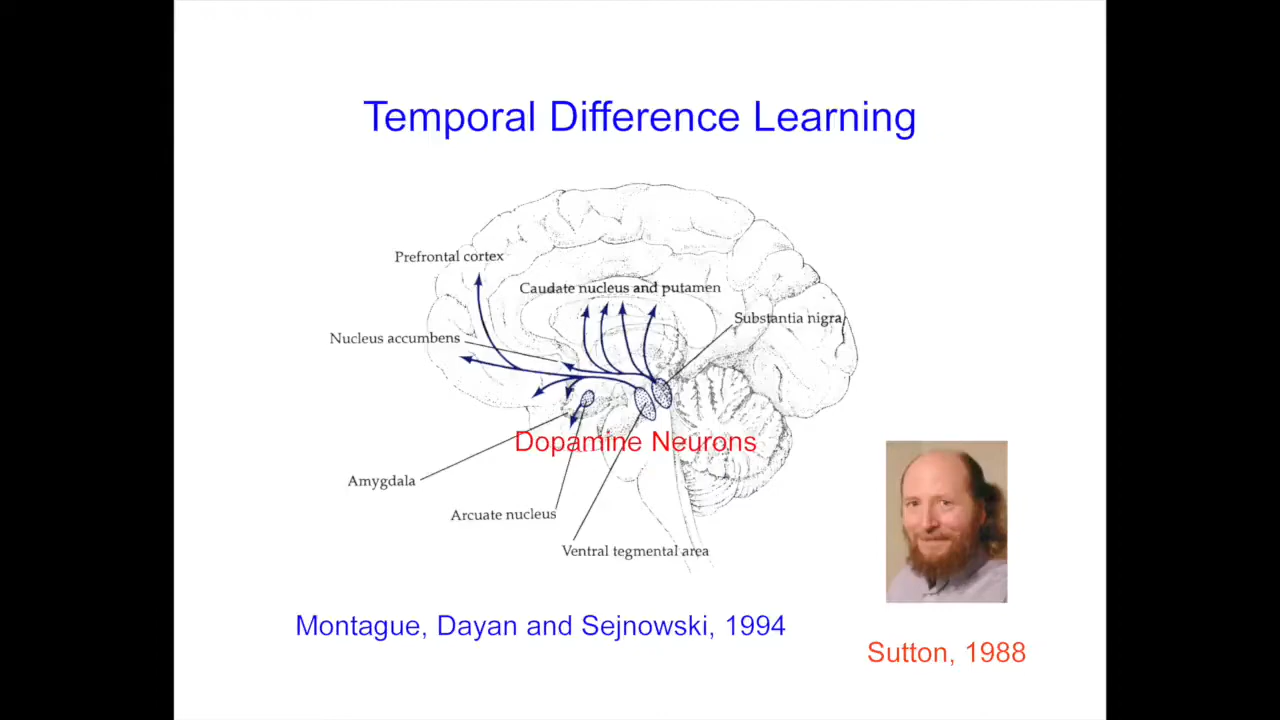 Temporal Difference Learning
Prefrontal cortex
Caudate nucleus and putamen
Substantia nigra
Nucleus accumbens
Dopamine Neurons
Amygdala
Arcuate nucleus
Ventral tegmental area
Montague, Dayan and Sejnowski, 1994
Sutton, 1988